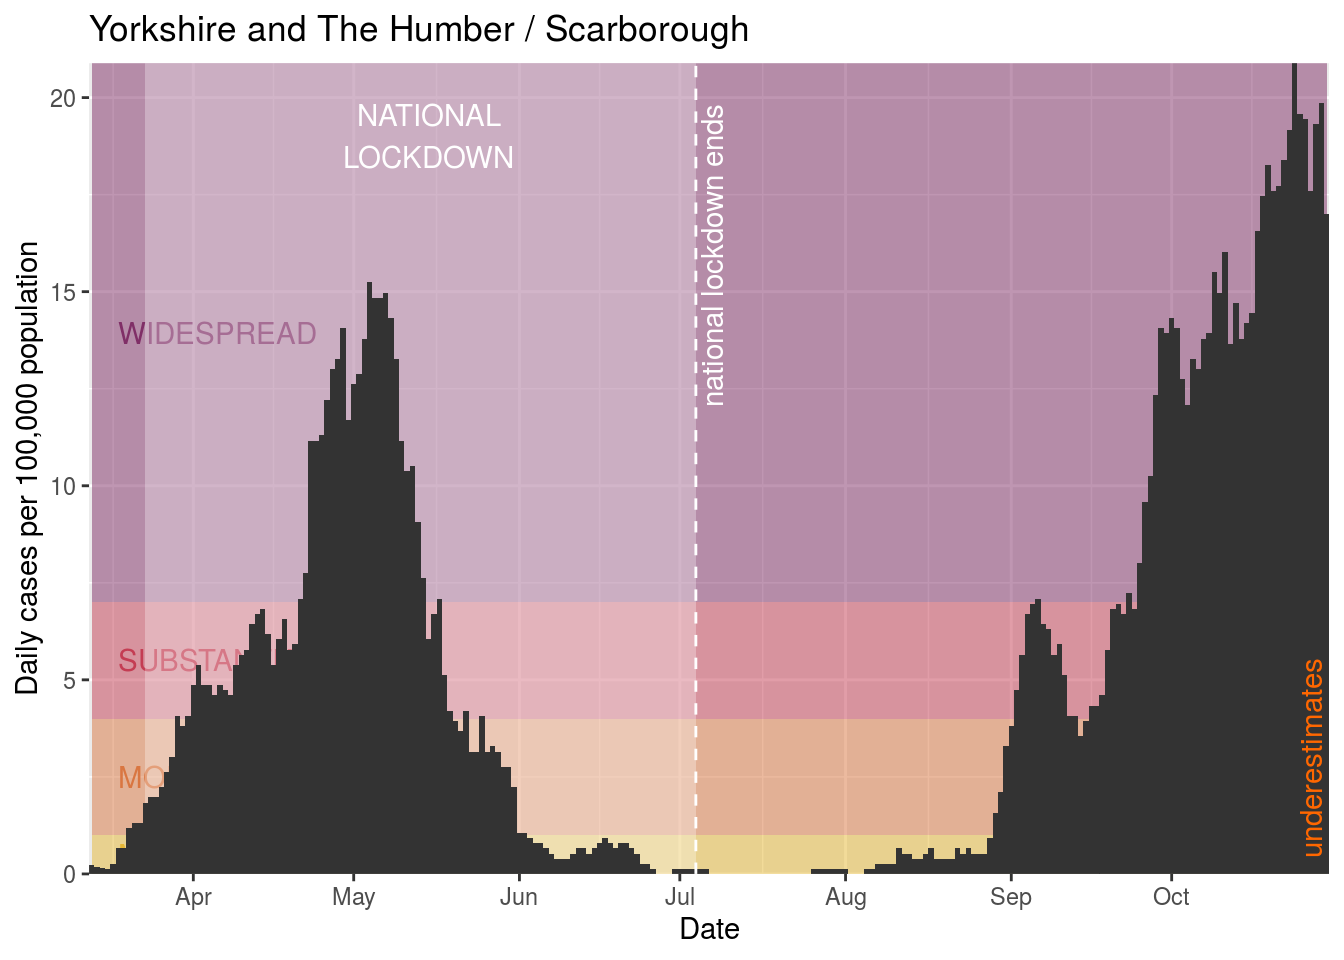 Yorkshire and The Humber / Scarborough
NATIONAL
LOCKDOWN
national lockdown ends
WIDESPREAD
SUBSTAN
MO
underestimates
20
15
10
5
0
Daily cases per 100,000 population
Apr May Jun Jul Aug Sep Oct
Date